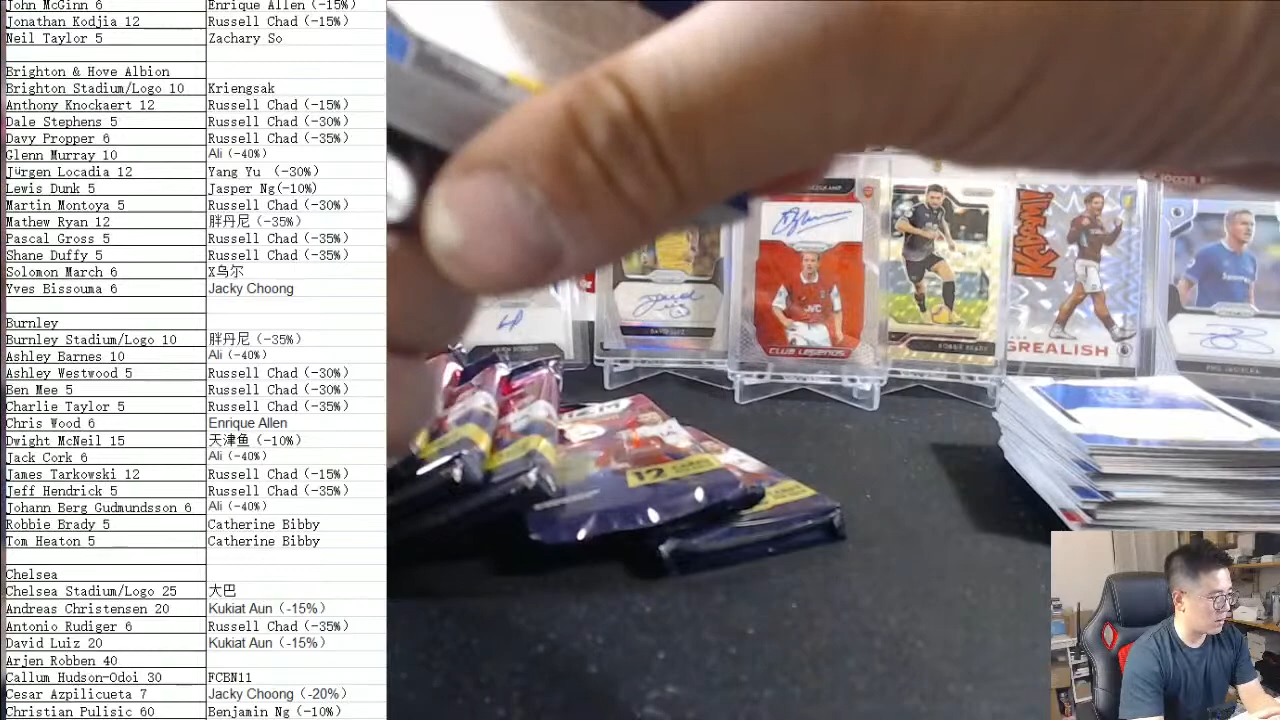 John McGinn 6 Enrique Allen (-15%)
Jonathan Kodjia 12 Russell Chad (-15%)
Neil Taylor 5 Zachary So
Brighton & Hove Albion
Brighton Stadium/Logo 10 Kriengsak
Anthony Knockaert 12 Russell Chad (-15%)
Dale Stephens 5 Russell Chad (-30%)
Davy Propper 6 Russell Chad (-35%)
Glenn Murray 10 Ali (-40%)
Jürgen Locadia 12 Yang Yu (-30%)
Lewis Dunk 5 Jasper Ng(-10%)
Martin Montoya 5 Russell Chad (-30%)
Mathew Ryan 12 胖丹尼 (-35%)
Pascal Gross 5 Russell Chad (-35%)
Shane Duffy 5 Russell Chad (-35%)
Solomon March 6 X乌尔
Yves Bissouma 6 Jacky Choong
Burnley
Burnley Stadium/Logo 10 胖丹尼 (-35%)
Ashley Barnes 10 Ali (-40%)
Ashley Westwood 5 Russell Chad (-30%)
Ben Mee 5 Russell Chad (-30%)
Charlie Taylor 5 Russell Chad (-35%)
Chris Wood 6 Enrique Allen
Dwight McNeil 15 天津鱼 (-10%)
Jack Cork 6 Ali (-40%)
James Tarkowski 12 Russell Chad (-15%)
Jeff Hendrick 5 Russell Chad (-35%)
Johann Berg Gudmundsson 6 Ali (-40%)
Robbie Brady 5 Catherine Bibby
Tom Heaton 5 Catherine Bibby
Chelsea
Chelsea Stadium/Logo 25 大巴
Andreas Christensen 20 Kukiat Aun (-15%)
Antonio Rudiger 6 Russell Chad (-35%)
David Luiz 20 Kukiat Aun (-15%)
Arjen Robben 40
Callum Hudson-Odoi 30 FCBN11
Cesar Azpilicueta 7 Jacky Choong (-20%)
Christian Pulisic 60 Benjamin Ng (-10%)
KABOOM!
JVC
CLUB LEGENDS
ROBBIE BRADY
GREALISH
DAVID LUIZ
12 CARDS